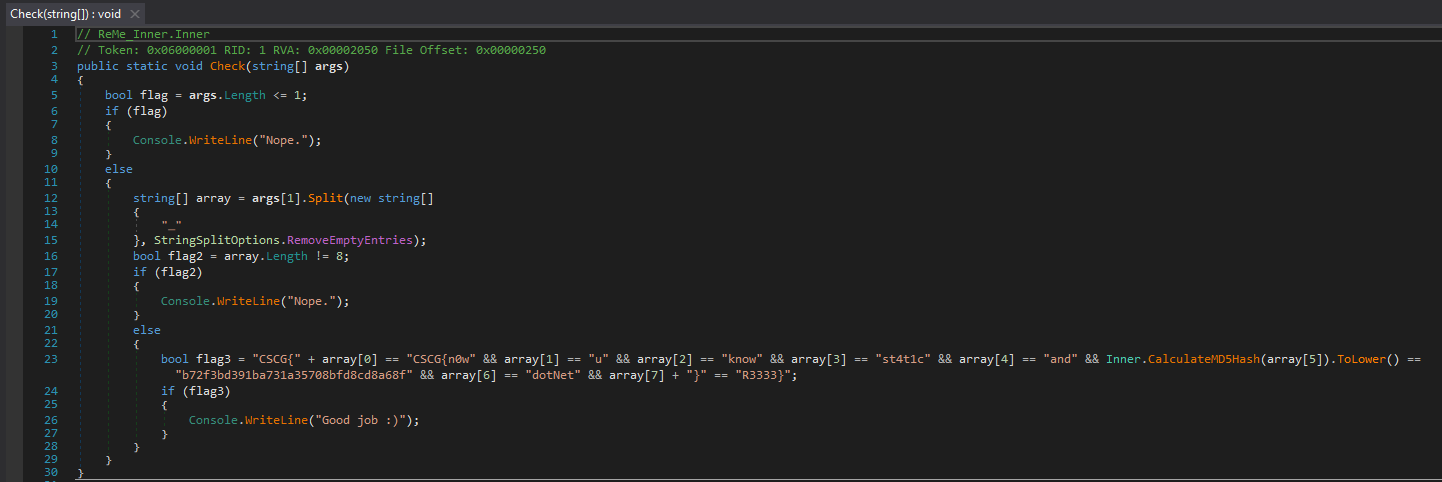 Check(string[]) : void ×
1 // ReMe_Inner.Inner
2 // Token: 0x06000001 RID: 1 RVA: 0x00002050 File Offset: 0x00000250
3 public static void Check(string[] args)
4 {
5 bool flag = args.Length <= 1;
6 if (flag)
7 {
8 Console.WriteLine("Nope.");
9 }
10 else
11 {
12 string[] array = args[1].Split(new string[]
13 {
14 "_"
15 }, StringSplitOptions.RemoveEmptyEntries);
16 bool flag2 = array.Length != 8;
17 if (flag2)
18 {
19 Console.WriteLine("Nope.");
20 }
21 else
22 {
23 bool flag3 = "CSCG{" + array[0] == "CSCG{n0w" && array[1] == "u" && array[2] == "know" && array[3] == "st4t1c" && array[4] == "and" && Inner.CalculateMD5Hash(array[5]).ToLower() ==
"b72f3bd391ba731a35708bfd8cd8a68f" && array[6] == "dotNet" && array[7] + "}" == "R3333}";
24 if (flag3)
25 {
26 Console.WriteLine("Good job :)");
27 }
28 }
29 }
30 }